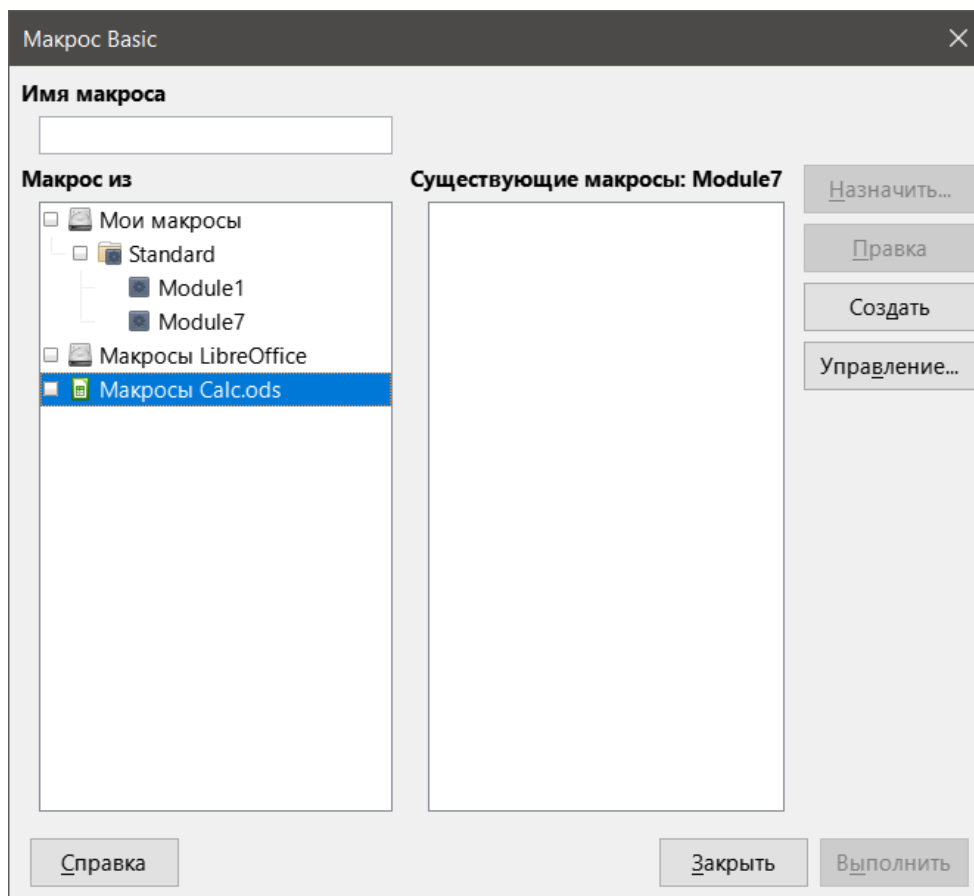 Макрос Basic
Имя макроса
Макрос из
Существующие макросы: Module7
Мои макросы
Standard
Module1
Module7
Макросы LibreOffice
Макросы Calc.ods
Назначить...
Правка
Создать
Управление...
Справка
Закрыть
Выполнить